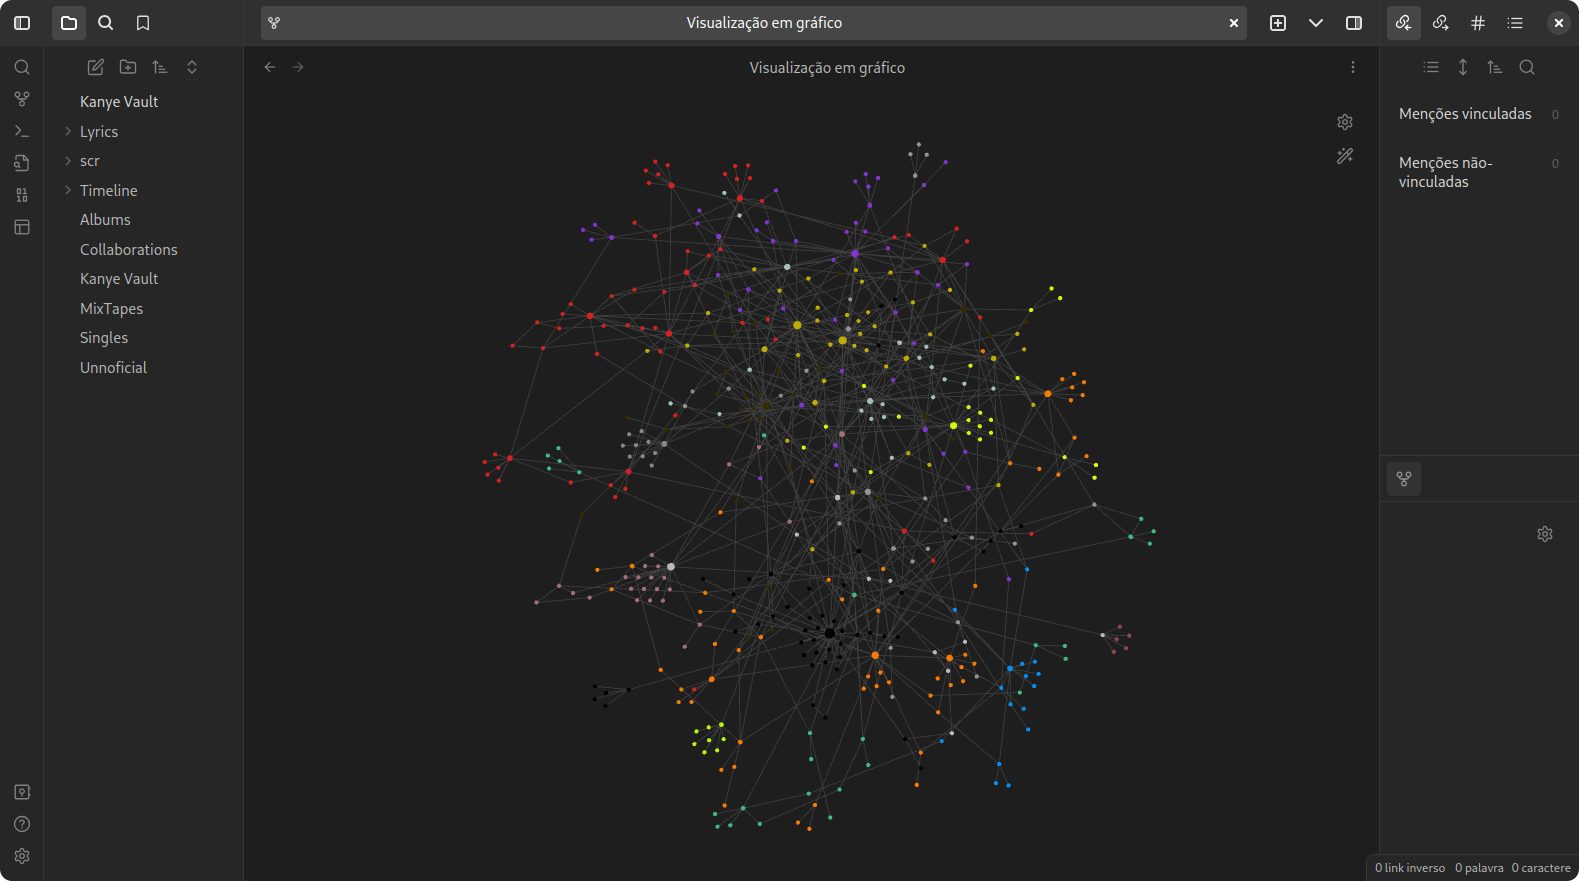 Visualização em gráfico
Visualização em gráfico
Kanye Vault
Lyrics
scr
Timeline
Albums
Collaborations
Kanye Vault
MixTapes
Singles
Unnoficial
Menções vinculadas 0
Menções não- 0
vinculadas
0 link inverso 0 palavra 0 caractere